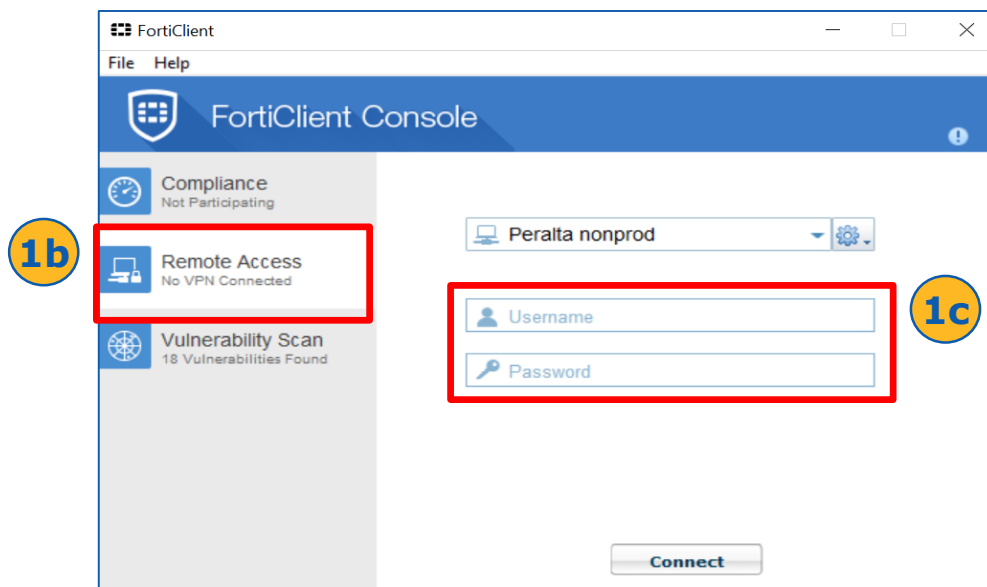 FortiClient
File Help
FortiClient Console
Compliance
Not Participating
1b
Remote Access
No VPN Connected
Vulnerability Scan
18 Vulnerabilities Found
Peralta nonprod
Username
1c
Password
Connect